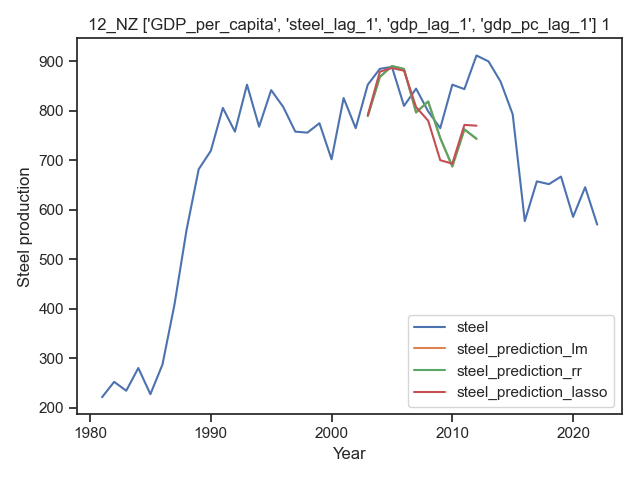 12_NZ ['GDP_per_capita', 'steel_lag_1', 'gdp_lag_1', 'gdp_pc_lag_1'] 1
900
800
700
600
500
400
300
200
Steel production
1980
1990
2000
2010
2020
Year
steel
steel_prediction_lm
steel_prediction_rr
steel_prediction_lasso